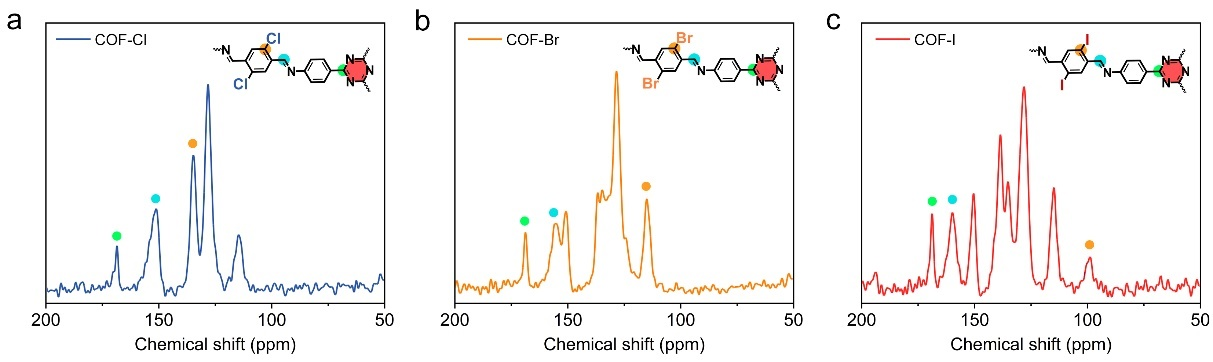 a
COF-Cl
Cl
N
N
Cl
N
N
N
200
150
100
50
Chemical shift (ppm)
b
COF-Br
Br
N
N
Br
N
N
N
200
150
100
50
Chemical shift (ppm)
c
COF-I
I
N
N
I
N
N
N
200
150
100
50
Chemical shift (ppm)